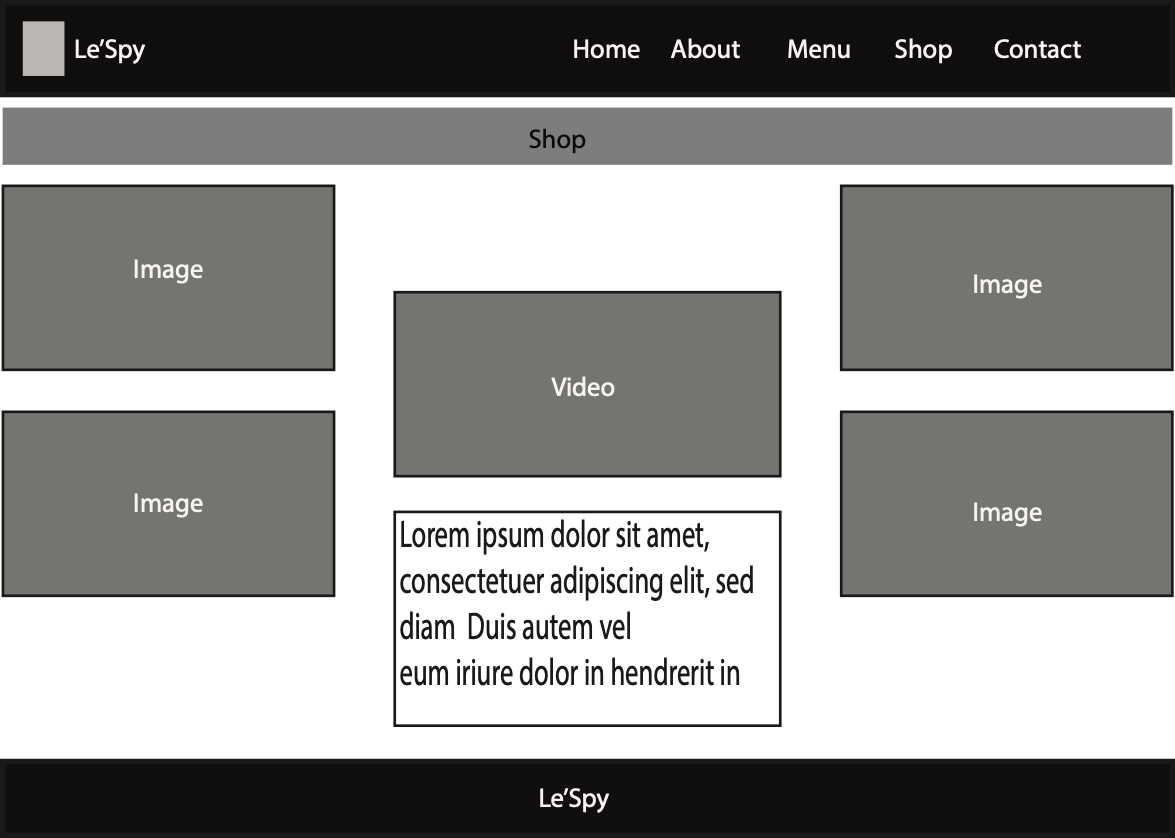 Le’Spy
Home About Menu Shop Contact
Shop
Image
Image
Video
Image
Image
Lorem ipsum dolor sit amet,
consectetuer adipiscing elit, sed
diam  Duis autem vel
eum iriure dolor in hendrerit in
Le’Spy